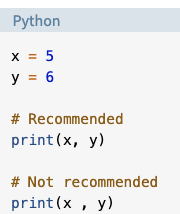 Python
x = 5
y = 6
# Recommended
print(x, y)
# Not recommended
print(x , y)